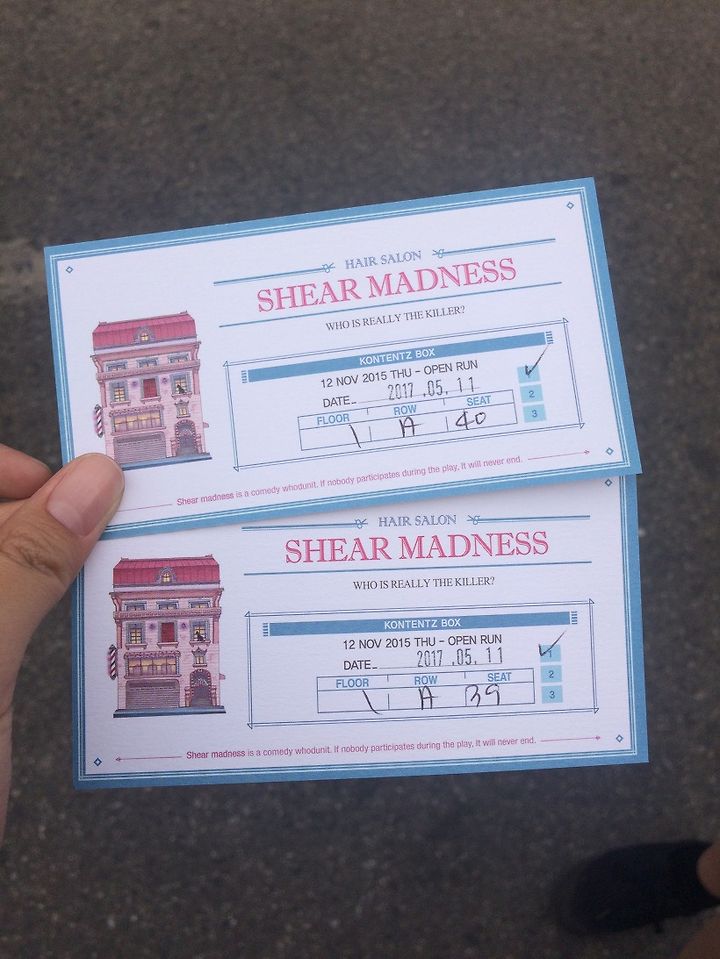 HAIR SALON
SHEAR MADNESS
WHO IS REALLY THE KILLER?
KONTENTZ BOX
12 NOV 2015 THU - OPEN RUN
DATE_ 2017 .05. 11
1
2
3
FLOOR ROW SEAT
1 A 40
Shear madness is a comedy whodunit. If nobody participates during the play, It will never end.
HAIR SALON
SHEAR MADNESS
WHO IS REALLY THE KILLER?
KONTENTZ BOX
12 NOV 2015 THU - OPEN RUN
DATE_ 2017 .05. 11
1
2
3
FLOOR ROW SEAT
1 A 39
Shear madness is a comedy whodunit. If nobody participates during the play, It will never end.